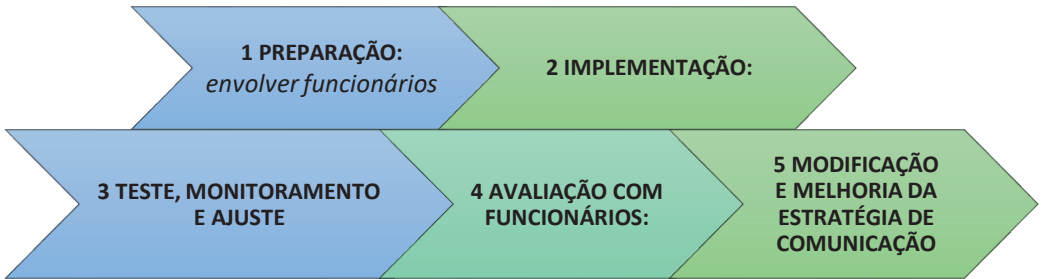 1 PREPARAÇÃO:
envolver funcionários
2 IMPLEMENTAÇÃO:
3 TESTE, MONITORAMENTO
E AJUSTE
4 AVALIAÇÃO COM
FUNCIONÁRIOS:
5 MODIFICAÇÃO
E MELHORIA DA
ESTRATÉGIA DE
COMUNICAÇÃO